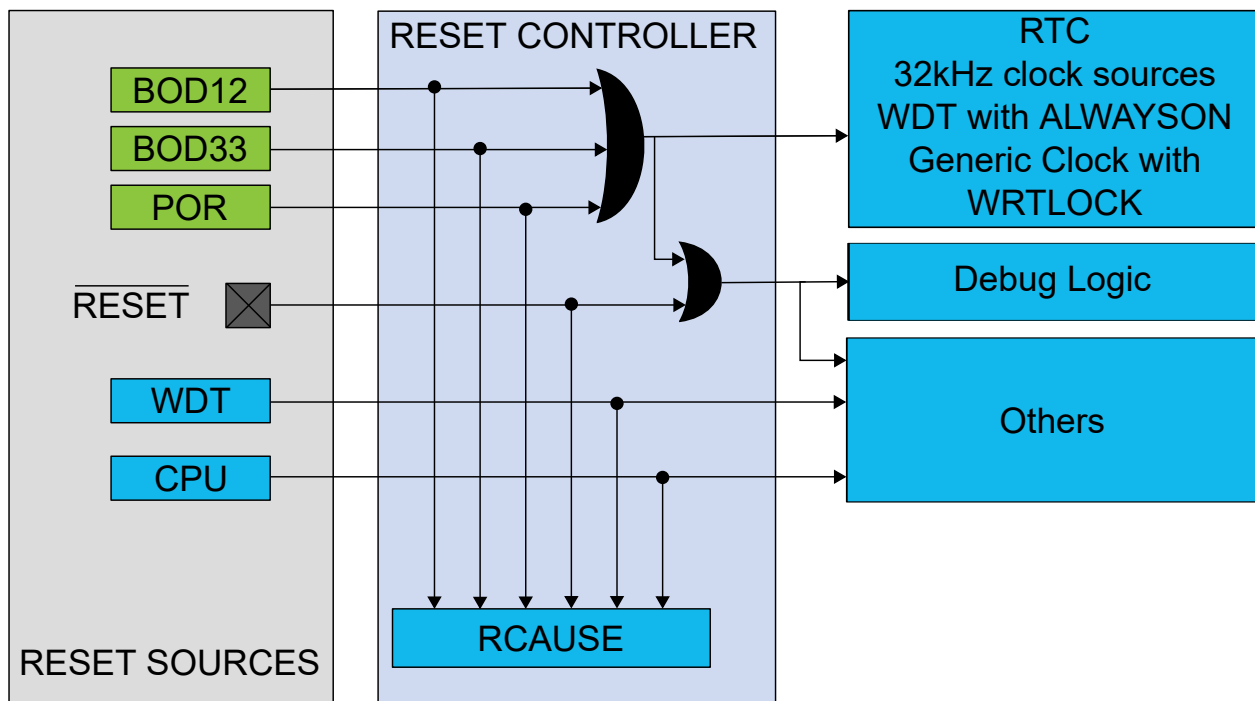 RESET CONTROLLER
BOD12
BOD33
POR
RESET
WDT
CPU
RESET SOURCES
RCAUSE
RTC
32kHz clock sources
WDT with ALWAYSON
Generic Clock with
WRTLOCK
Debug Logic
Others